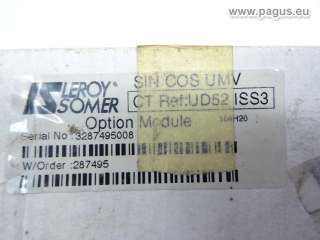 www.pagus.eu
LEROY®
SOMER
SIN COS UMV
CT Ref:UD52 ISS3
Option Module
16AH20
Serial No :3287495008
W/Order :287495